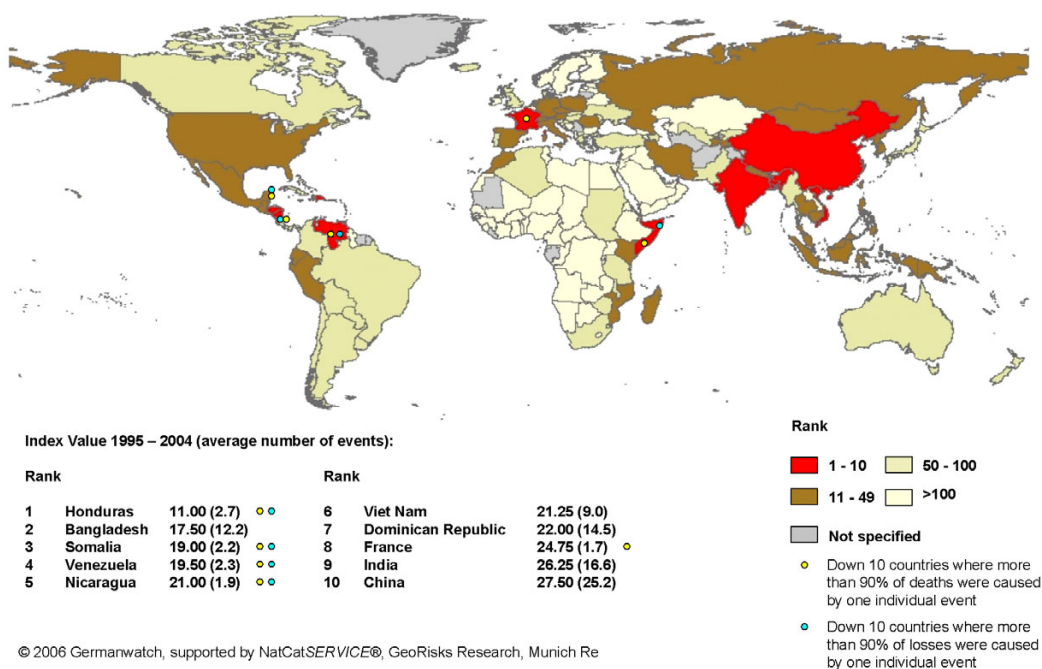 Index Value 1995 – 2004 (average number of events):
Rank
1 Honduras 11.00 (2.7)
2 Bangladesh 17.50 (12.2)
3 Somalia 19.00 (2.2)
4 Venezuela 19.50 (2.3)
5 Nicaragua 21.00 (1.9)
Rank
6 Viet Nam 21.25 (9.0)
7 Dominican Republic 22.00 (14.5)
8 France 24.75 (1.7)
9 India 26.25 (16.6)
10 China 27.50 (25.2)
Rank
1 - 10
50 - 100
11 - 49
>100
Not specified
Down 10 countries where more
than 90% of deaths were caused
by one individual event
Down 10 countries where more
than 90% of losses were caused
by one individual event
© 2006 Germanwatch, supported by NatCatSERVICE®, GeoRisks Research, Munich Re